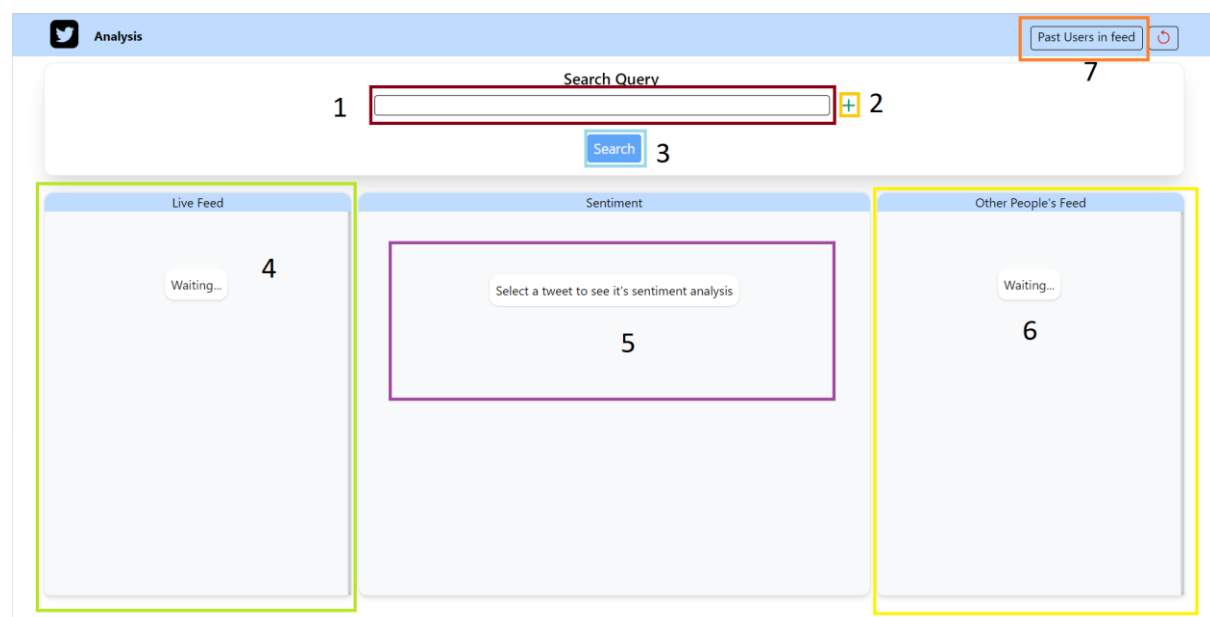 Analysis
Past Users in feed
7
Search Query
1
2
Search
3
Live Feed
Sentiment
Other People's Feed
4
Waiting...
Select a tweet to see it's sentiment analysis
Waiting...
5
6